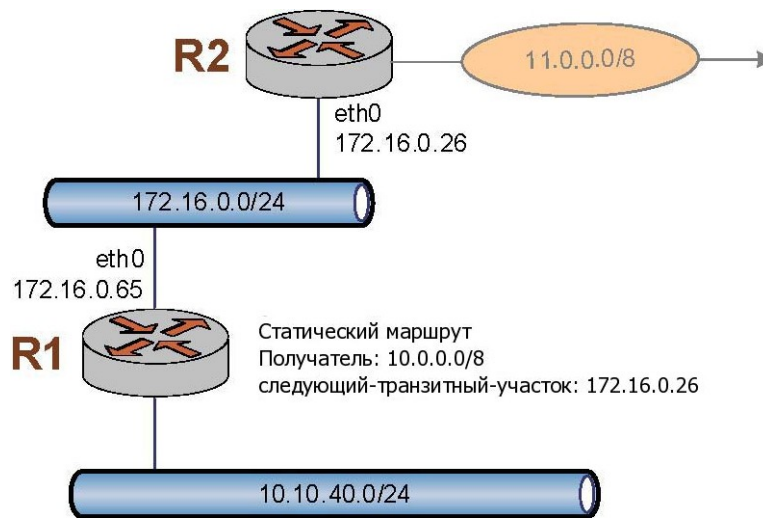 R2
11.0.0.0/8
eth0
172.16.0.26
172.16.0.0/24
eth0
172.16.0.65
R1
Статический маршрут
Получатель: 10.0.0.0/8
следующий-транзитный-участок: 172.16.0.26
10.10.40.0/24